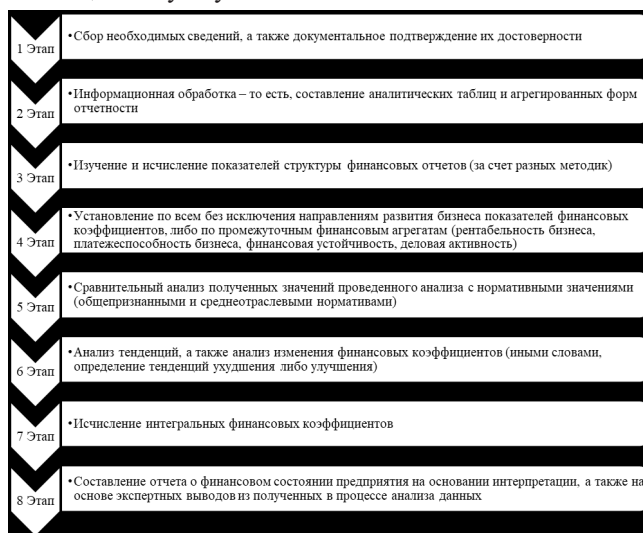 1 Этап
•Сбор необходимых сведений, а также документальное подтверждение их достоверности
2 Этап
•Информационная обработка – то есть, составление аналитических таблиц и агрегированных форм
отчетности
3 Этап
•Изучение и исчисление показателей структуры финансовых отчетов (за счет разных методик)
4 Этап
•Установление по всем без исключения направлениям развития бизнеса показателей финансовых
коэффициентов, либо по промежуточным финансовым агрегатам (рентабельность бизнеса,
платежеспособность бизнеса, финансовая устойчивость, деловая активность)
5 Этап
•Сравнительный анализ полученных значений проведенного анализа с нормативными значениями
(общепризнанными и среднеотраслевыми нормативами)
6 Этап
•Анализ тенденций, а также анализ изменения финансовых коэффициентов (иными словами,
определение тенденций ухудшения либо улучшения)
7 Этап
•Исчисление интегральных финансовых коэффициентов
8 Этап
•Составление отчета о финансовом состоянии предприятия на основании интерпретации, а также на
основе экспертных выводов из полученных в процессе анализа данных